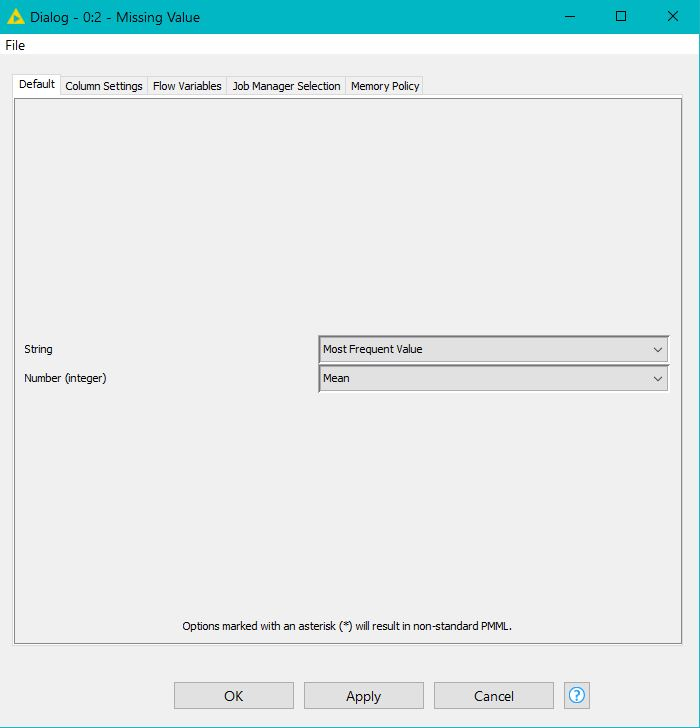 Dialog - 0:2 - Missing Value
File
Default Column Settings Flow Variables Job Manager Selection Memory Policy
String Most Frequent Value
Number (integer) Mean
Options marked with an asterisk (*) will result in non-standard PMML.
OK Apply Cancel ?